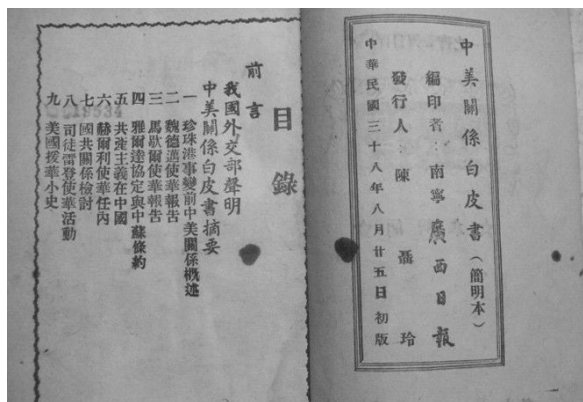 中美關係白皮書（簡明本）
編印者：南寧廣西日報
發行人：陳聶玲
中華民國三十八年八月廿五日初版
目錄
前言
我國外交部聲明
中美關係白皮書摘要
一 珍珠港事變前中美關係概述
二 魏德邁使華報告
三 馬歇爾使華報告
四 雅爾達協定與中蘇條約
五 共產主義在中國
六 赫爾利使華任內
七 國共關係檢討
八 司徒雷登使華活動
九 美國援華小史